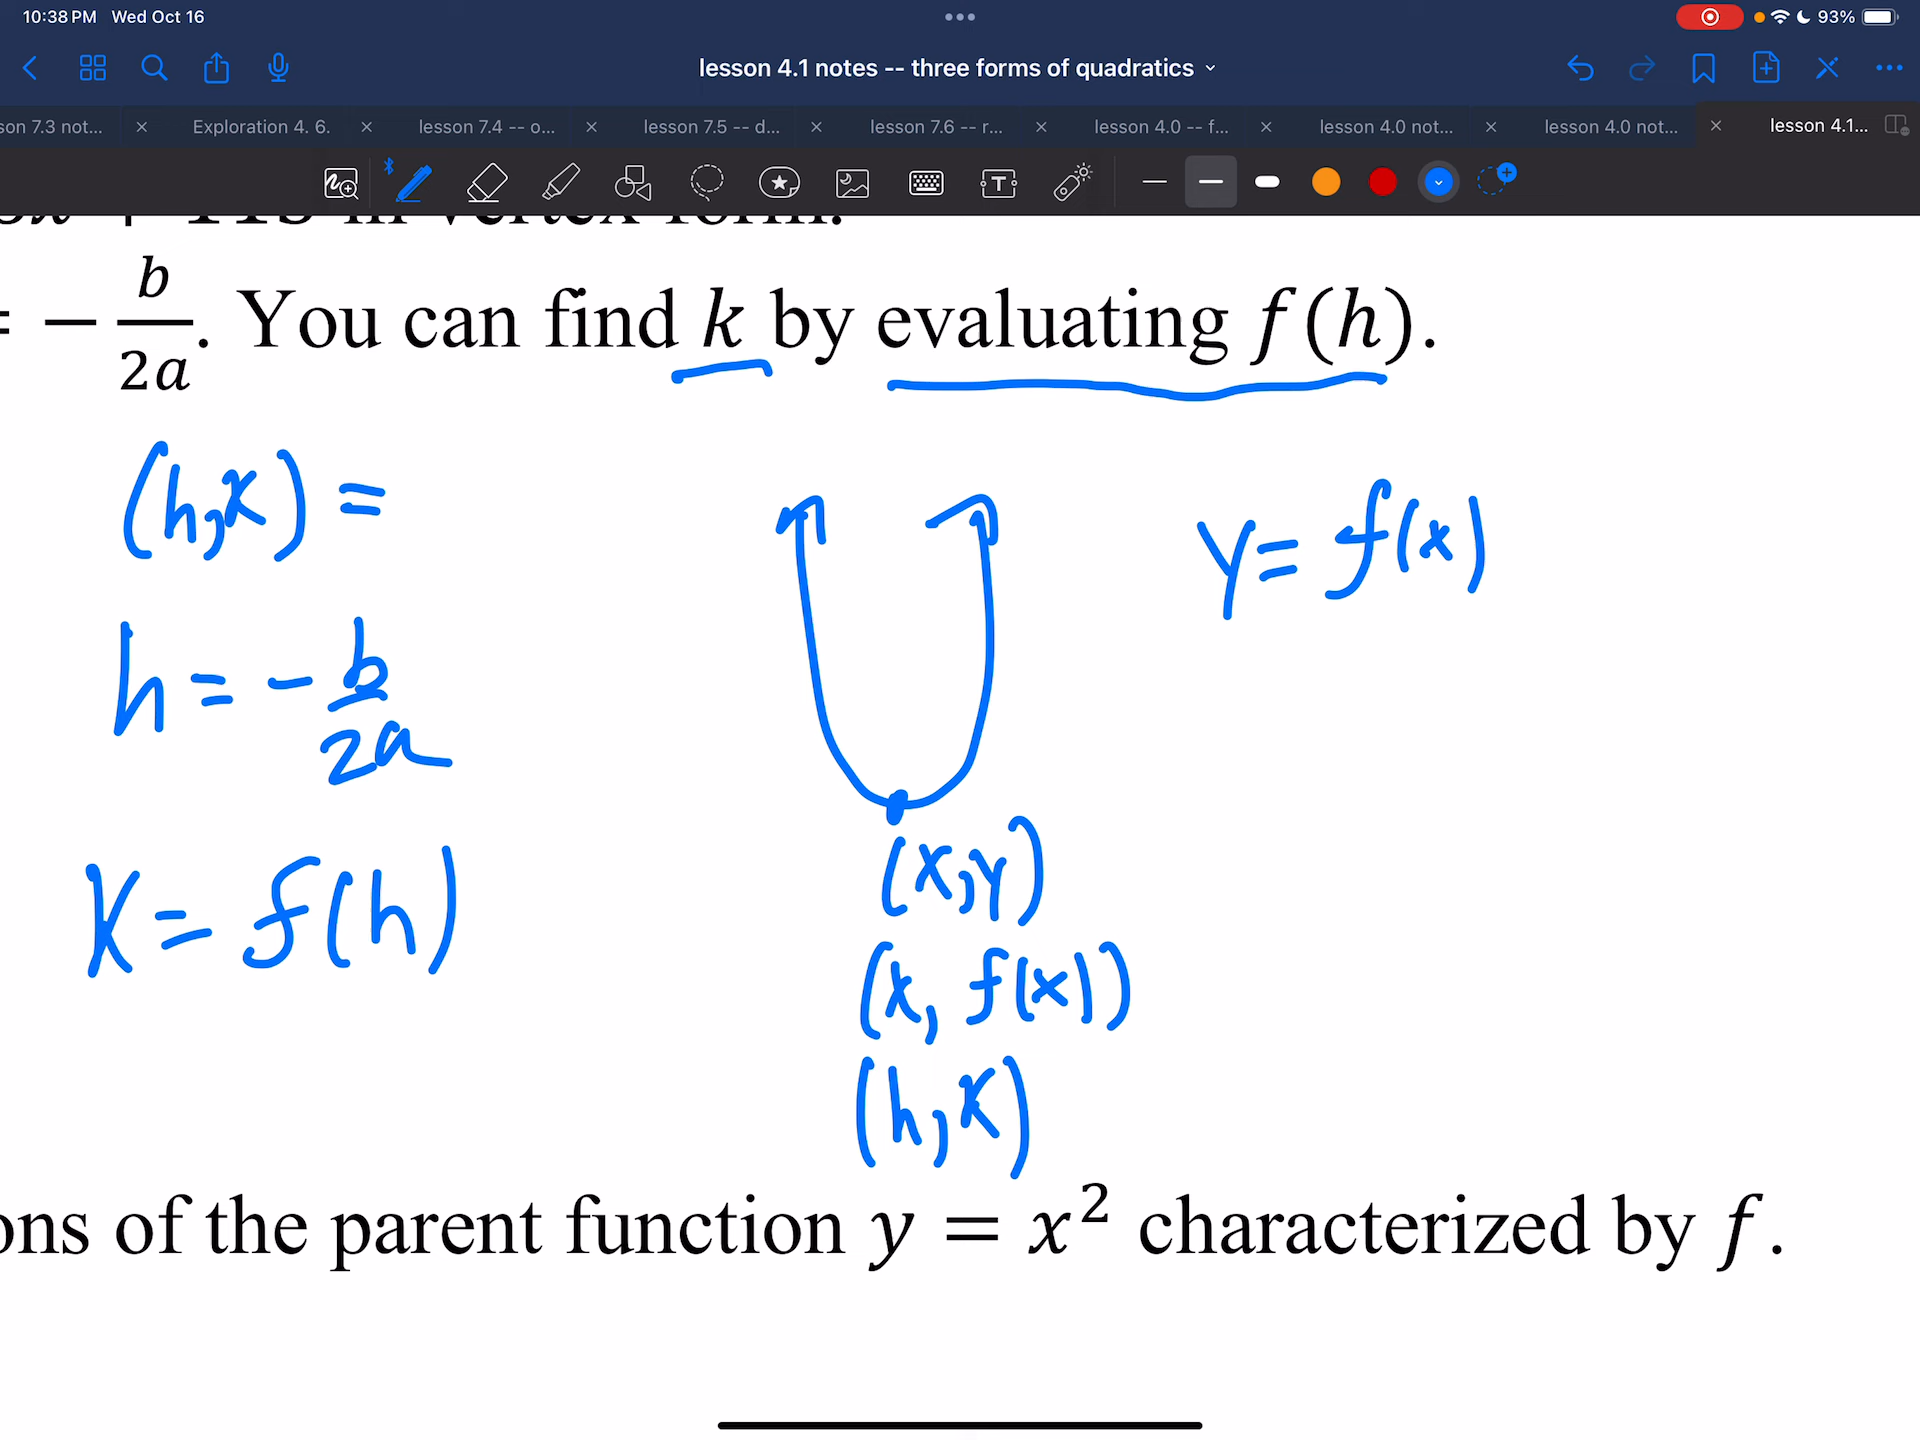 10:38 PM Wed Oct 16
93%
lesson 4.1 notes -- three forms of quadratics
son 7.3 not...
Exploration 4. 6.
lesson 7.4 -- o...
lesson 7.5 -- d...
lesson 7.6 -- r...
lesson 4.0 -- f...
lesson 4.0 not...
lesson 4.0 not...
lesson 4.1...
in vertex form.
= − b/2a. You can find k by evaluating f(h).
(h,k) =
y = f(x)
h = − b/2a
(x,y)
K = f(h)
(x, f(x))
(h,k)
ons of the parent function y = x² characterized by f.